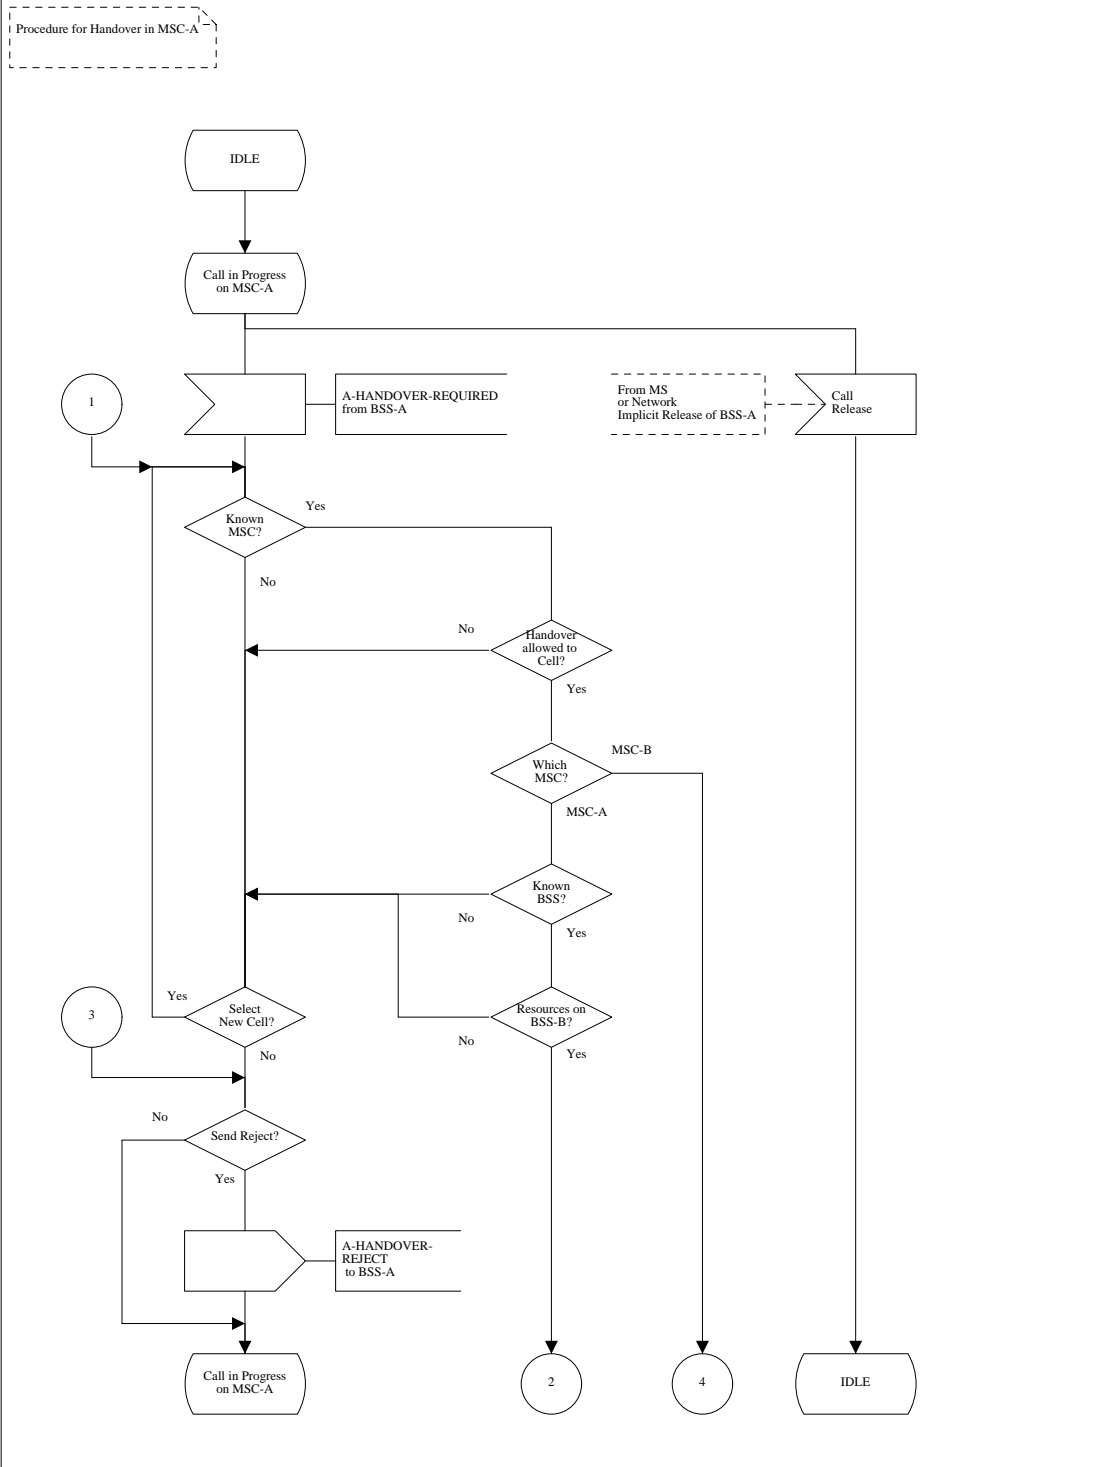 Procedure for Handover in MSC-A
IDLE
Call in Progress
on MSC-A
1
A-HANDOVER-REQUIRED
from BSS-A
From MS
or Network
Implicit Release of BSS-A
Call
Release
Known
MSC?
Yes
No
Handover
allowed to
Cell?
No
Yes
Which
MSC?
MSC-B
MSC-A
Known
BSS?
No
Yes
3
Yes
Select
New Cell?
No
Resources on
BSS-B?
No
Yes
No
Send Reject?
Yes
A-HANDOVER-
REJECT
to BSS-A
Call in Progress
on MSC-A
2
4
IDLE